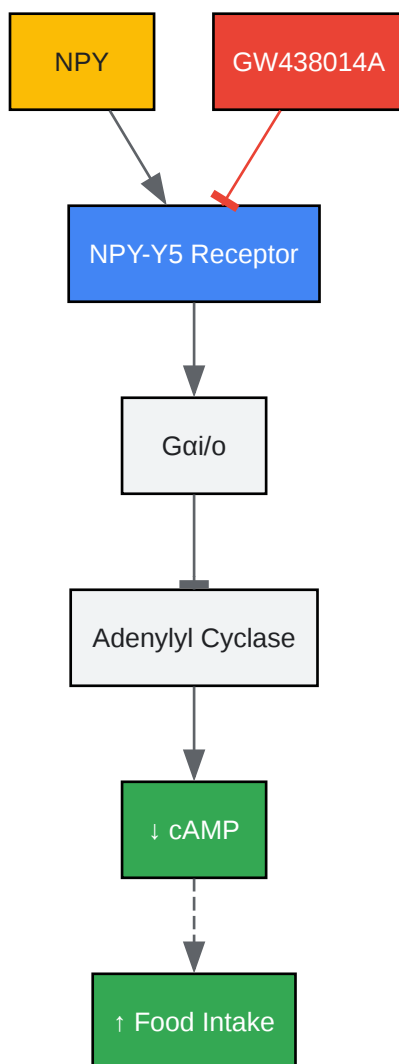 NPY
GW438014A
NPY-Y5 Receptor
Gαi/o
Adenylyl Cyclase
↓ cAMP
↑ Food Intake